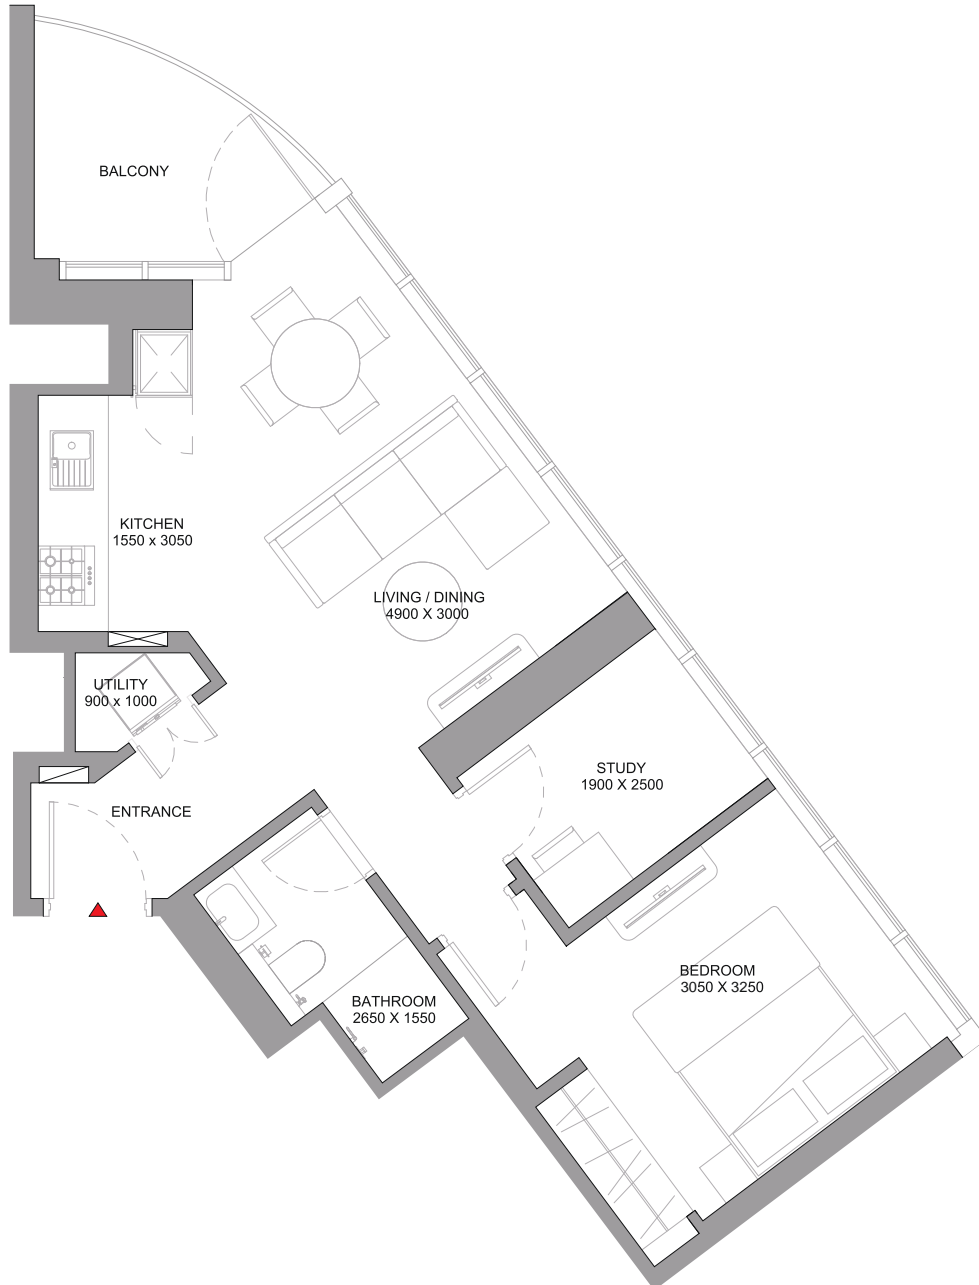 BALCONY
KITCHEN
1550 x 3050
LIVING / DINING
4900 X 3000
UTILITY
900 x 1000
STUDY
1900 X 2500
ENTRANCE
BEDROOM
3050 X 3250
BATHROOM
2650 X 1550